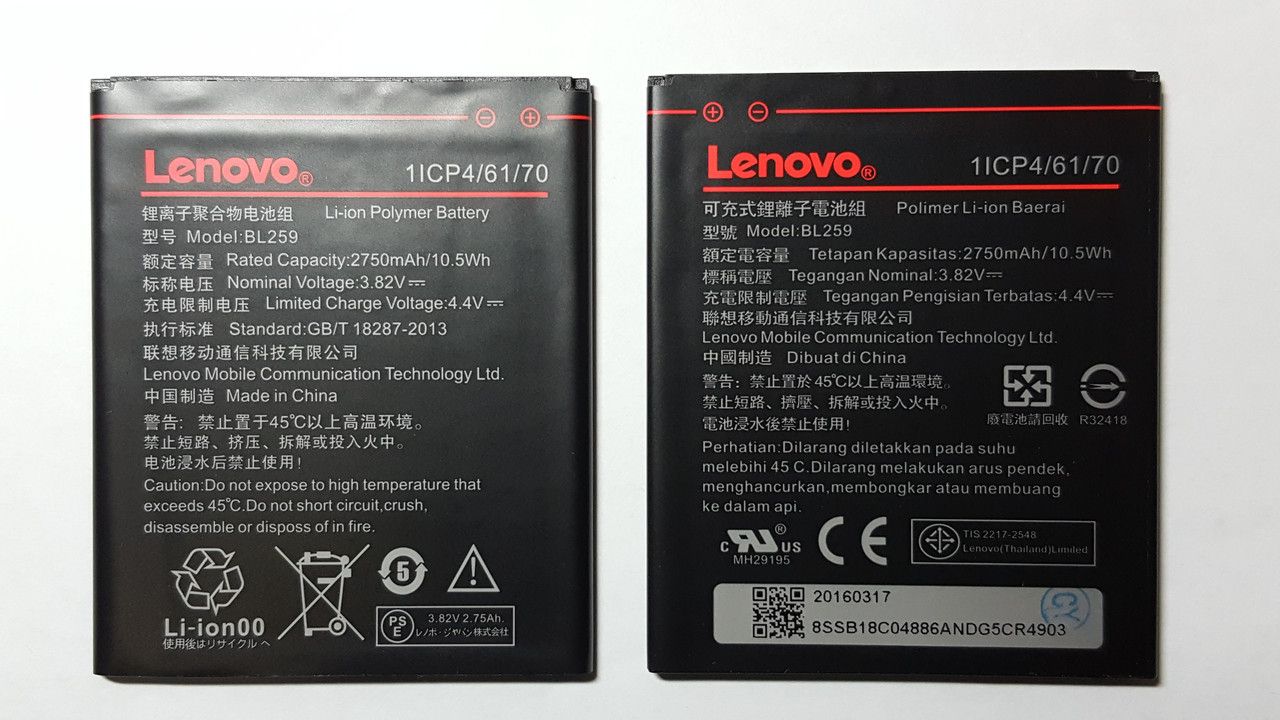 Lenovo® 1ICP4/61/70
锂离子聚合物电池组 Li-ion Polymer Battery
型号 Model:BL259
额定容量 Rated Capacity:2750mAh/10.5Wh
标称电压 Nominal Voltage:3.82V⎓
充电限制电压 Limited Charge Voltage:4.4V⎓
执行标准 Standard:GB/T 18287-2013
联想移动通信科技有限公司
Lenovo Mobile Communication Technology Ltd.
中国制造 Made in China
警告: 禁止置于45℃以上高温环境。
禁止短路、挤压、拆解或投入火中。
电池浸水后禁止使用!
Caution:Do not expose to high temperature that
exceeds 45℃.Do not short circuit,crush,
disassemble or disposs of in fire.
Li-ion00
使用後はリサイクル へ
5
PS
E
3.82V 2.75Ah.
レノボ・ジャパン株式会社
Lenovo® 1ICP4/61/70
可充式鋰離子電池組 Polimer Li-ion Baerai
型號 Model:BL259
額定電容量 Tetapan Kapasitas:2750mAh/10.5Wh
標稱電壓 Tegangan Nominal:3.82V⎓
充電限制電壓 Tegangan Pengisian Terbatas:4.4V⎓
聯想移動通信科技有限公司
Lenovo Mobile Communication Technology Ltd.
中國制造 Dibuat di China
警告: 禁止置於 45℃以上高溫環境。
禁止短路、擠壓、拆解或投入火中。
電池浸水後禁止使用!
廢電池請回收 R32418
Perhatian:Dilarang diletakkan pada suhu
melebihi 45 C.Dilarang melakukan arus pendek,
menghancurkan,membongkar atau membuang
ke dalam api.
c RU® US
MH29195
CE
TIS 2217-2548
Lenovo(Thailand)Limited
20160317
8SSB18C04886ANDG5CR4903
CY